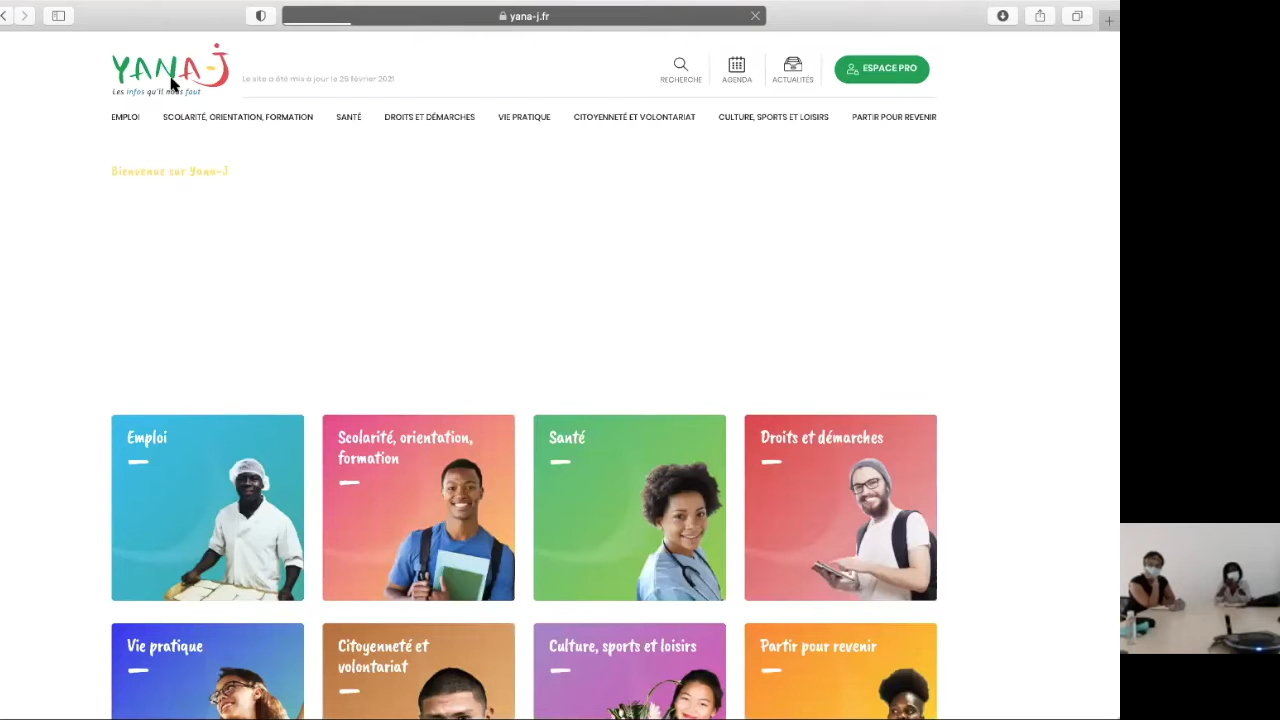 yana-j.fr
YANA-J
Les infos qu'il nous faut
Le site a été mis à jour le 25 février 2021
RECHERCHE
AGENDA
ACTUALITÉS
ESPACE PRO
EMPLOI
SCOLARITÉ, ORIENTATION, FORMATION
SANTÉ
DROITS ET DÉMARCHES
VIE PRATIQUE
CITOYENNETÉ ET VOLONTARIAT
CULTURE, SPORTS ET LOISIRS
PARTIR POUR REVENIR
Bienvenue sur Yana-J
Emploi
Scolarité, orientation,
formation
Santé
Droits et démarches
Vie pratique
Citoyenneté et
volontariat
Culture, sports et loisirs
Partir pour revenir